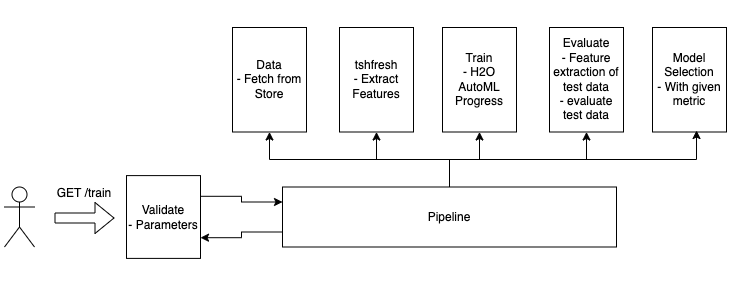 Data
- Fetch from
Store
tshfresh
- Extract
Features
Train
- H2O
AutoML
Progress
Evaluate
- Feature
extraction of
test data
- evaluate
test data
Model
Selection
- With given
metric
GET /train
Validate
- Parameters
Pipeline